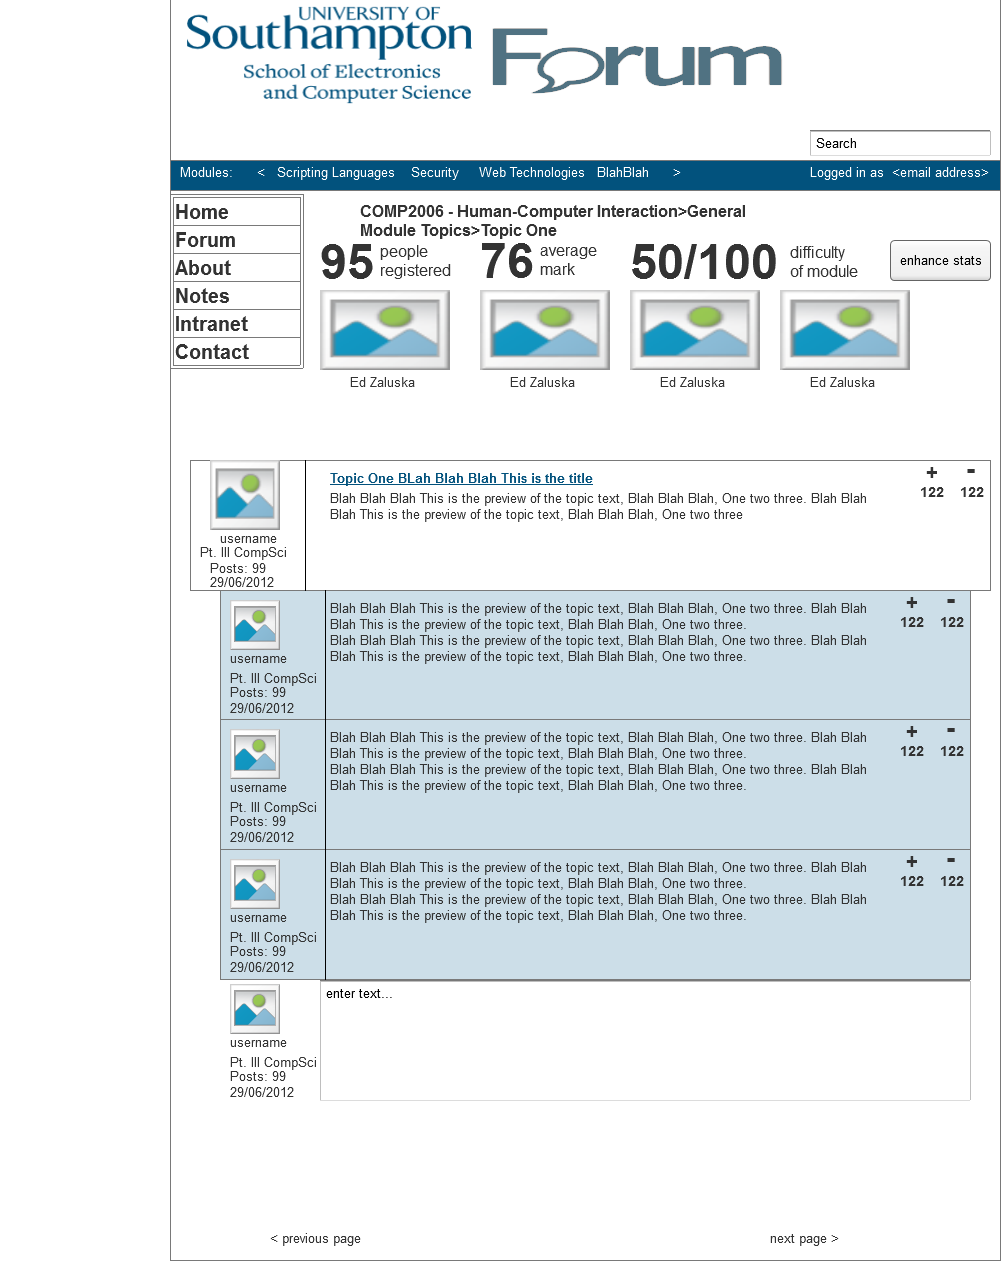 UNIVERSITY OF
Southampton
School of Electronics
and Computer Science
Forum
Search
Modules: < Scripting Languages Security Web Technologies BlahBlah > Logged in as <email address>
Home
Forum
About
Notes
Intranet
Contact
COMP2006 - Human-Computer Interaction>General
Module Topics>Topic One
95 people
registered
76 average
mark
50/100 difficulty
of module
enhance stats
Ed Zaluska Ed Zaluska Ed Zaluska Ed Zaluska
username
Pt. III CompSci
Posts: 99
29/06/2012
Topic One BLah Blah Blah This is the title
Blah Blah Blah This is the preview of the topic text, Blah Blah Blah, One two three. Blah Blah
Blah This is the preview of the topic text, Blah Blah Blah, One two three
+ -
122 122
username
Pt. III CompSci
Posts: 99
29/06/2012
Blah Blah Blah This is the preview of the topic text, Blah Blah Blah, One two three. Blah Blah
Blah This is the preview of the topic text, Blah Blah Blah, One two three.
Blah Blah Blah This is the preview of the topic text, Blah Blah Blah, One two three. Blah Blah
Blah This is the preview of the topic text, Blah Blah Blah, One two three.
+ -
122 122
username
Pt. III CompSci
Posts: 99
29/06/2012
Blah Blah Blah This is the preview of the topic text, Blah Blah Blah, One two three. Blah Blah
Blah This is the preview of the topic text, Blah Blah Blah, One two three.
Blah Blah Blah This is the preview of the topic text, Blah Blah Blah, One two three. Blah Blah
Blah This is the preview of the topic text, Blah Blah Blah, One two three.
+ -
122 122
username
Pt. III CompSci
Posts: 99
29/06/2012
Blah Blah Blah This is the preview of the topic text, Blah Blah Blah, One two three. Blah Blah
Blah This is the preview of the topic text, Blah Blah Blah, One two three.
Blah Blah Blah This is the preview of the topic text, Blah Blah Blah, One two three. Blah Blah
Blah This is the preview of the topic text, Blah Blah Blah, One two three.
+ -
122 122
username
Pt. III CompSci
Posts: 99
29/06/2012
enter text...
< previous page next page >